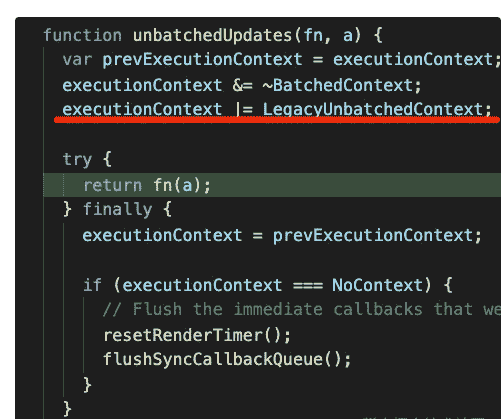 function unbatchedUpdates(fn, a) {
  var prevExecutionContext = executionContext;
  executionContext &= ~BatchedContext;
  executionContext |= LegacyUnbatchedContext;

  try {
    return fn(a);
  } finally {
    executionContext = prevExecutionContext;

    if (executionContext === NoContext) {
      // Flush the immediate callbacks that we
      resetRenderTimer();
      flushSyncCallbackQueue();
    }
  }